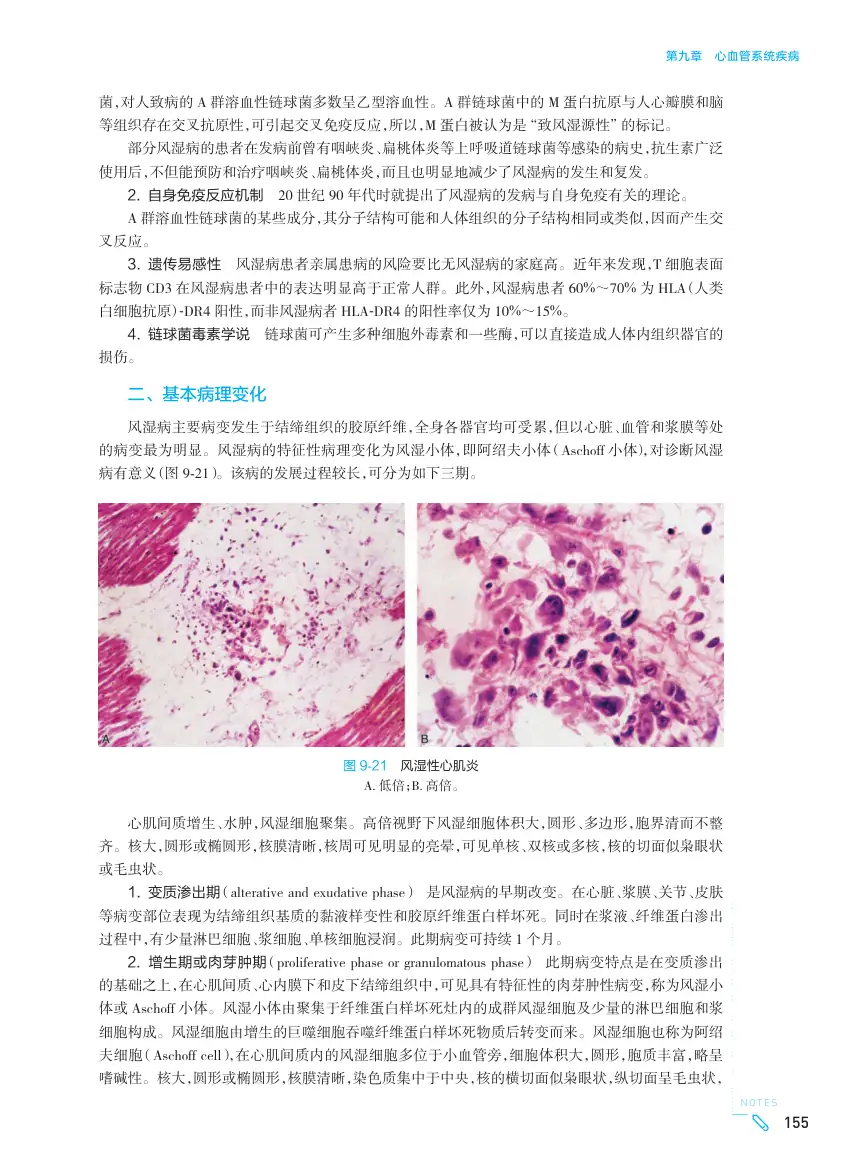 第九章 心血管系统疾病
菌,对人致病的 A 群溶血性链球菌多数呈乙型溶血性。A 群链球菌中的 M 蛋白抗原与人心瓣膜和脑
等组织存在交叉抗原性,可引起交叉免疫反应,所以,M 蛋白被认为是“致风湿源性”的标记。
部分风湿病的患者在发病前曾有咽峡炎、扁桃体炎等上呼吸道链球菌等感染的病史,抗生素广泛
使用后,不但能预防和治疗咽峡炎、扁桃体炎,而且也明显地减少了风湿病的发生和复发。
2. 自身免疫反应机制 20 世纪 90 年代时就提出了风湿病的发病与自身免疫有关的理论。
A 群溶血性链球菌的某些成分,其分子结构可能和人体组织的分子结构相同或类似,因而产生交
叉反应。
3. 遗传易感性 风湿病患者亲属患病的风险要比无风湿病的家庭高。近年来发现,T 细胞表面
标志物 CD3 在风湿病患者中的表达明显高于正常人群。此外,风湿病患者 60%～70% 为 HLA(人类
白细胞抗原)-DR4 阳性,而非风湿病者 HLA-DR4 的阳性率仅为 10%～15%。
4. 链球菌毒素学说 链球菌可产生多种细胞外毒素和一些酶,可以直接造成人体内组织器官的
损伤。
二、基本病理变化
风湿病主要病变发生于结缔组织的胶原纤维,全身各器官均可受累,但以心脏、血管和浆膜等处
的病变最为明显。风湿病的特征性病理变化为风湿小体,即阿绍夫小体(Aschoff 小体),对诊断风湿
病有意义(图 9-21)。该病的发展过程较长,可分为如下三期。
A
B
图 9-21 风湿性心肌炎
A. 低倍;B. 高倍。
心肌间质增生、水肿,风湿细胞聚集。高倍视野下风湿细胞体积大,圆形、多边形,胞界清而不整
齐。核大,圆形或椭圆形,核膜清晰,核周可见明显的亮晕,可见单核、双核或多核,核的切面似枭眼状
或毛虫状。
1. 变质渗出期(alterative and exudative phase) 是风湿病的早期改变。在心脏、浆膜、关节、皮肤
等病变部位表现为结缔组织基质的黏液样变性和胶原纤维蛋白样坏死。同时在浆液、纤维蛋白渗出
过程中,有少量淋巴细胞、浆细胞、单核细胞浸润。此期病变可持续 1 个月。
2. 增生期或肉芽肿期(proliferative phase or granulomatous phase) 此期病变特点是在变质渗出
的基础之上,在心肌间质、心内膜下和皮下结缔组织中,可见具有特征性的肉芽肿性病变,称为风湿小
体或 Aschoff 小体。风湿小体由聚集于纤维蛋白样坏死灶内的成群风湿细胞及少量的淋巴细胞和浆
细胞构成。风湿细胞由增生的巨噬细胞吞噬纤维蛋白样坏死物质后转变而来。风湿细胞也称为阿绍
夫细胞(Aschoff cell),在心肌间质内的风湿细胞多位于小血管旁,细胞体积大,圆形,胞质丰富,略呈
嗜碱性。核大,圆形或椭圆形,核膜清晰,染色质集中于中央,核的横切面似枭眼状,纵切面呈毛虫状,
NOTES
155